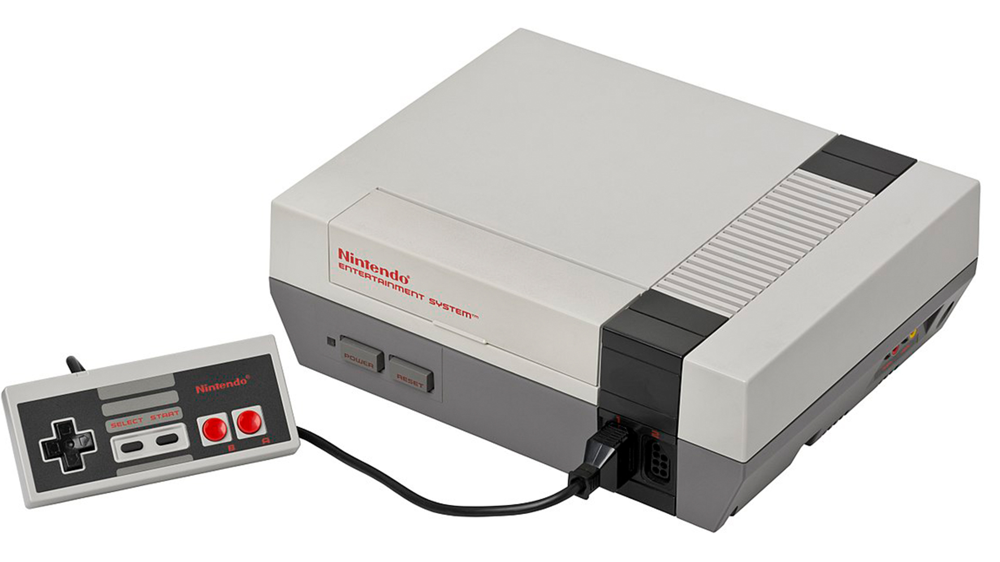 Nintendo®
ENTERTAINMENT SYSTEM™
POWER
RESET
1
2
Nintendo®
SELECT START
B
A